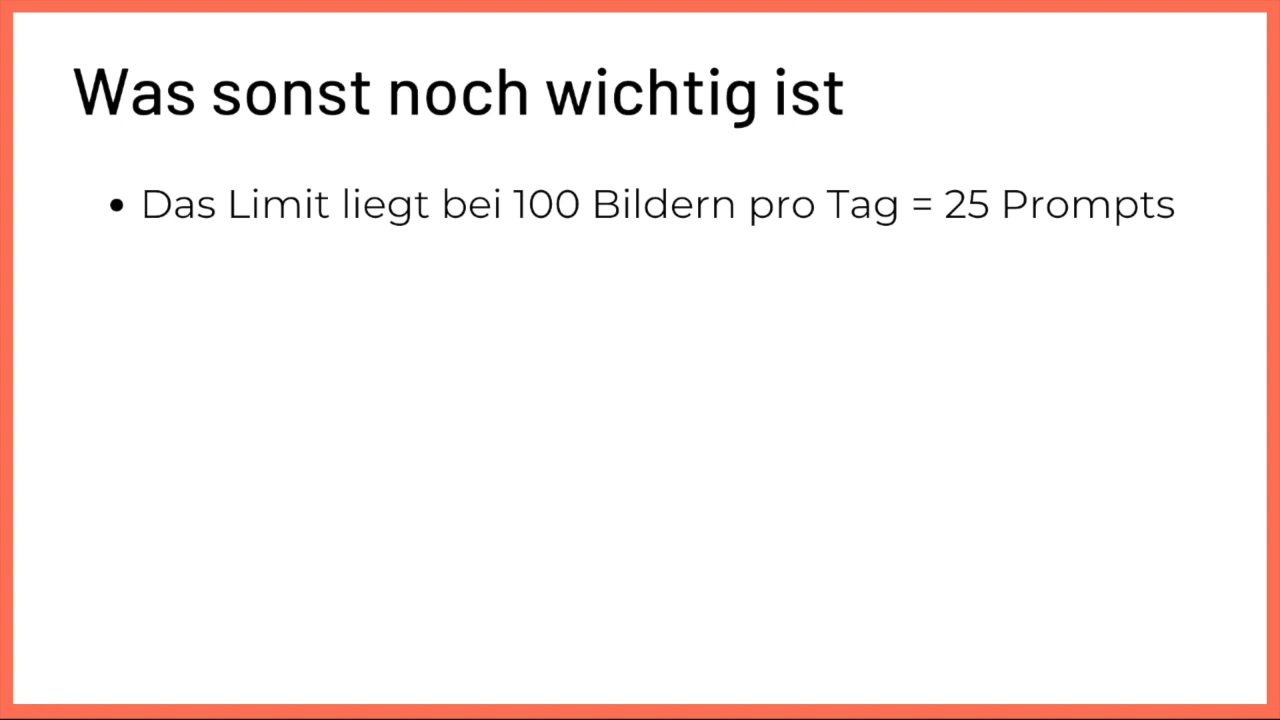 Was sonst noch wichtig ist
• Das Limit liegt bei 100 Bildern pro Tag = 25 Prompts